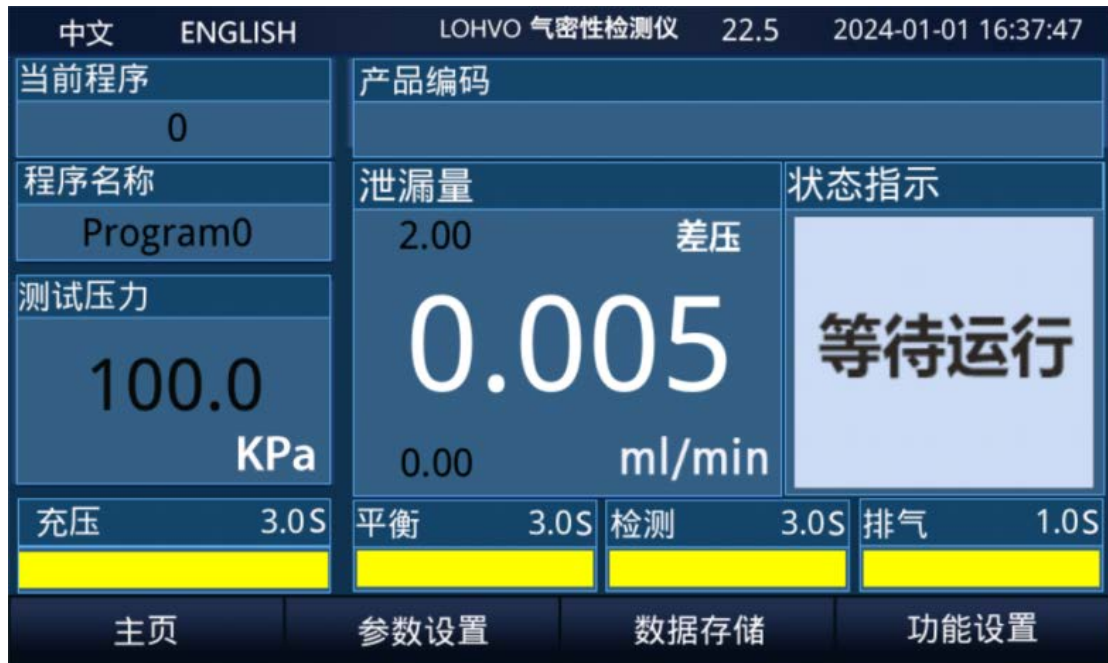 中文 ENGLISH LOHVO 气密性检测仪 22.5 2024-01-01 16:37:47
当前程序
0
产品编码
程序名称
Program0
测试压力
100.0
KPa
泄漏量
2.00 差压
0.005
0.00 ml/min
状态指示
等待运行
充压 3.0S 平衡 3.0S 检测 3.0S 排气 1.0S
主页 参数设置 数据存储 功能设置